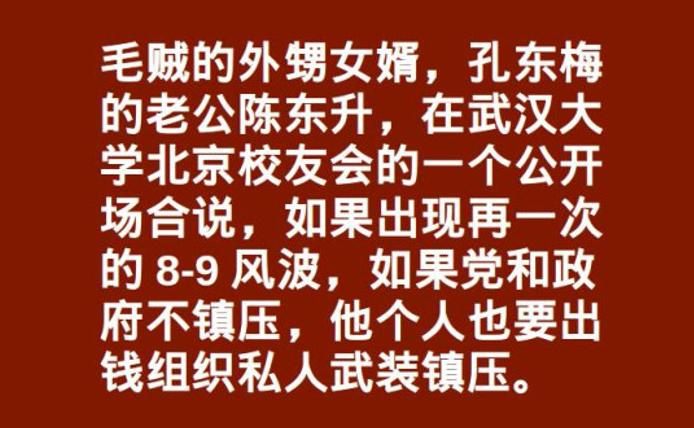 毛贼的外甥女婿，孔东梅
的老公陈东升，在武汉大
学北京校友会的一个公开
场合说，如果出现再一次
的 8-9 风波，如果党和政
府不镇压，他个人也要出
钱组织私人武装镇压。